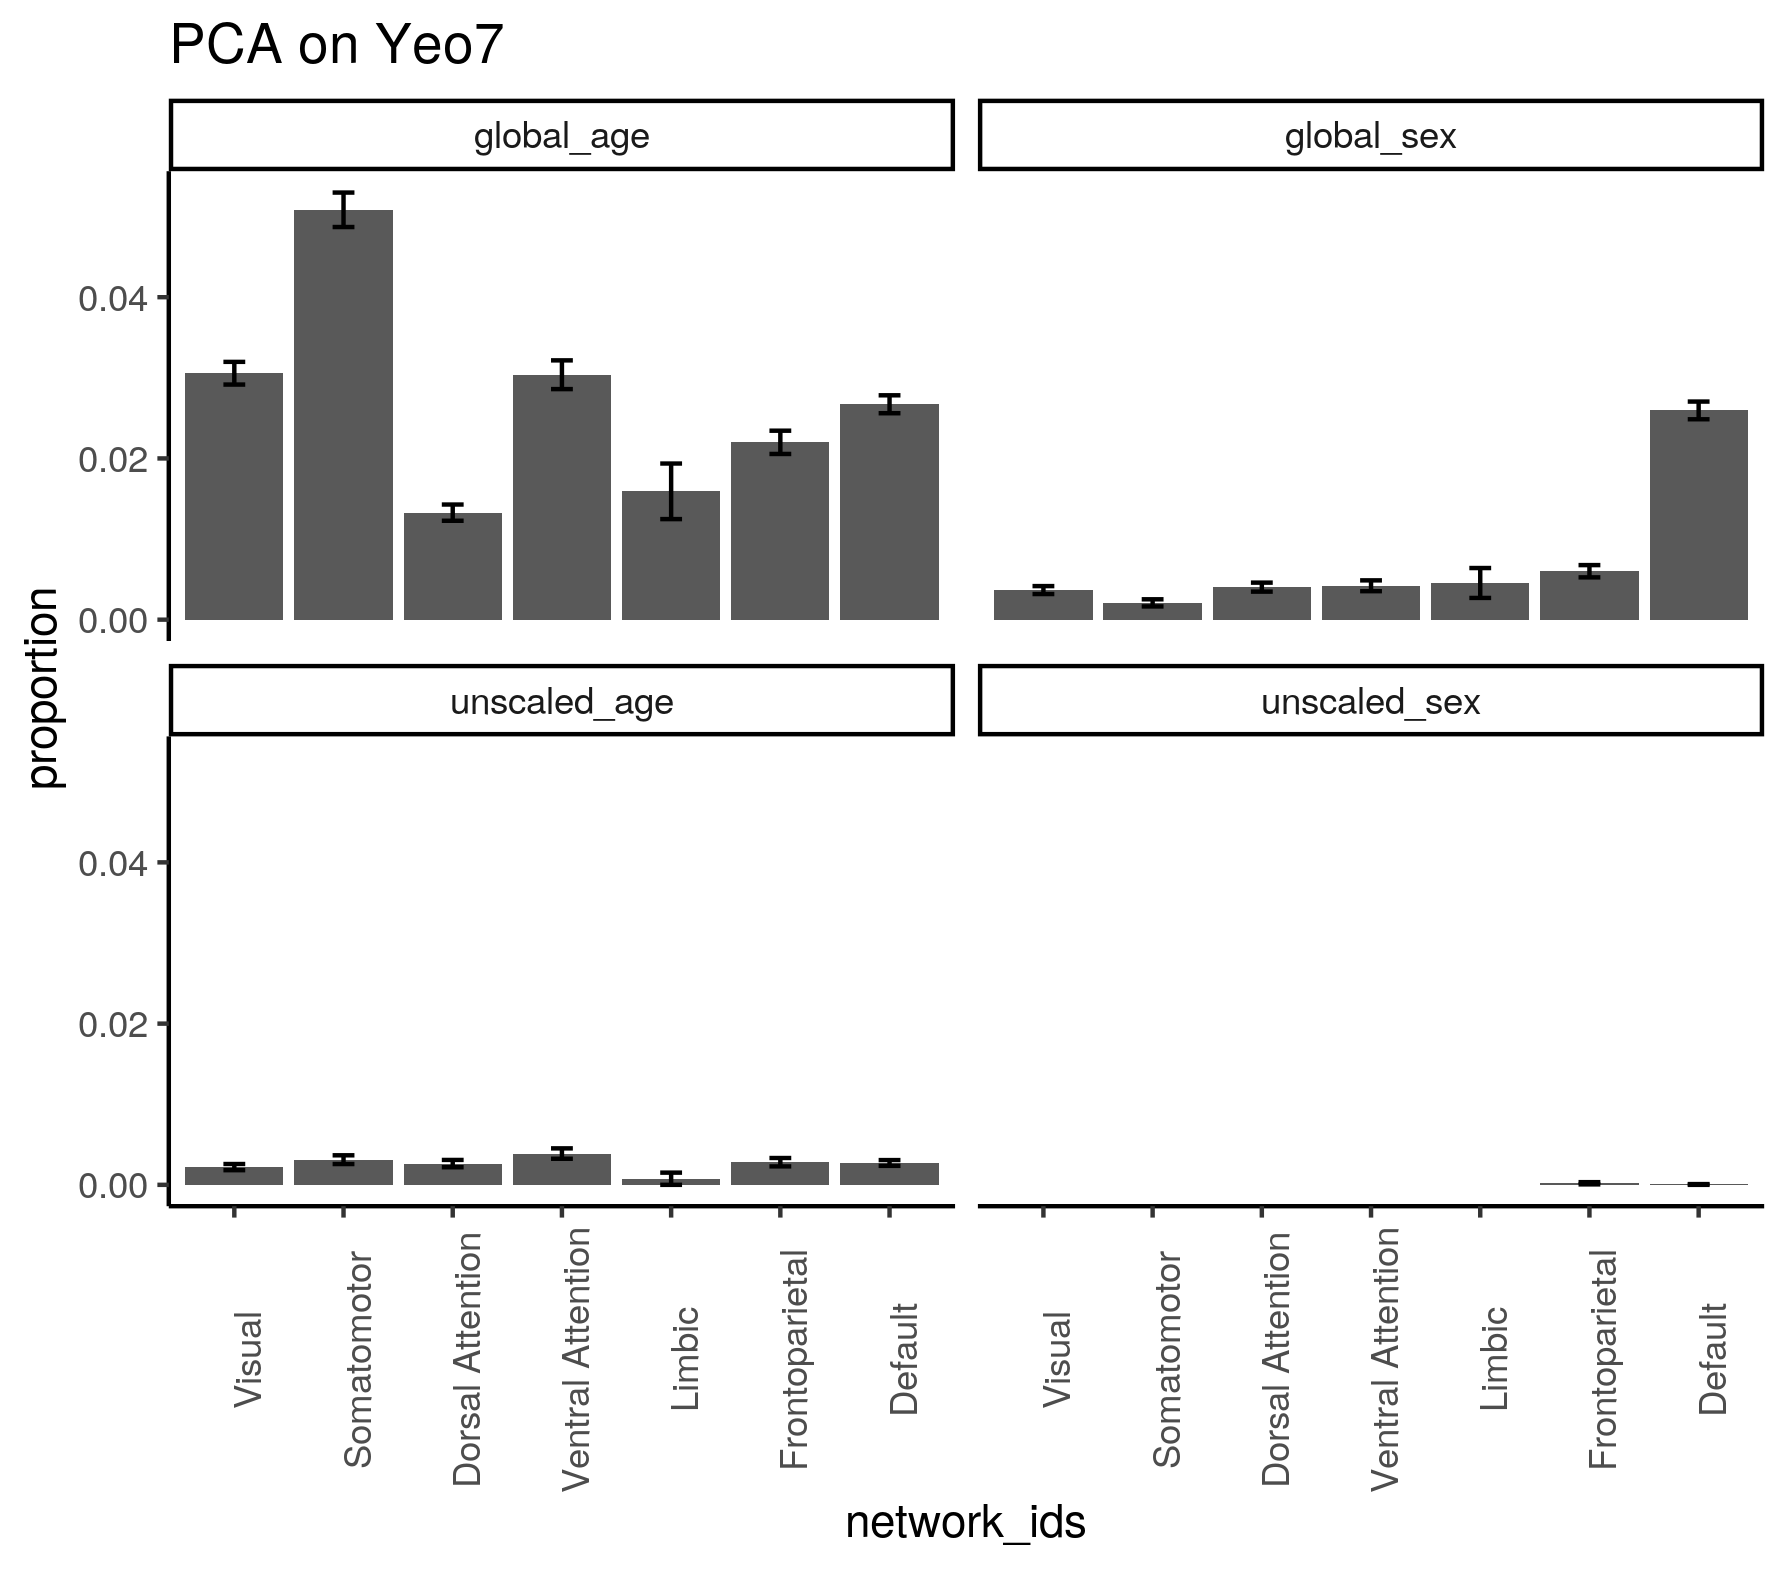 PCA on Yeo7
global_age
global_sex
0.04
0.02
0.00
unscaled_age
unscaled_sex
0.04
0.02
0.00
proportion
Visual
Somatomotor
Dorsal Attention
Ventral Attention
Limbic
Frontoparietal
Default
Visual
Somatomotor
Dorsal Attention
Ventral Attention
Limbic
Frontoparietal
Default
network_ids